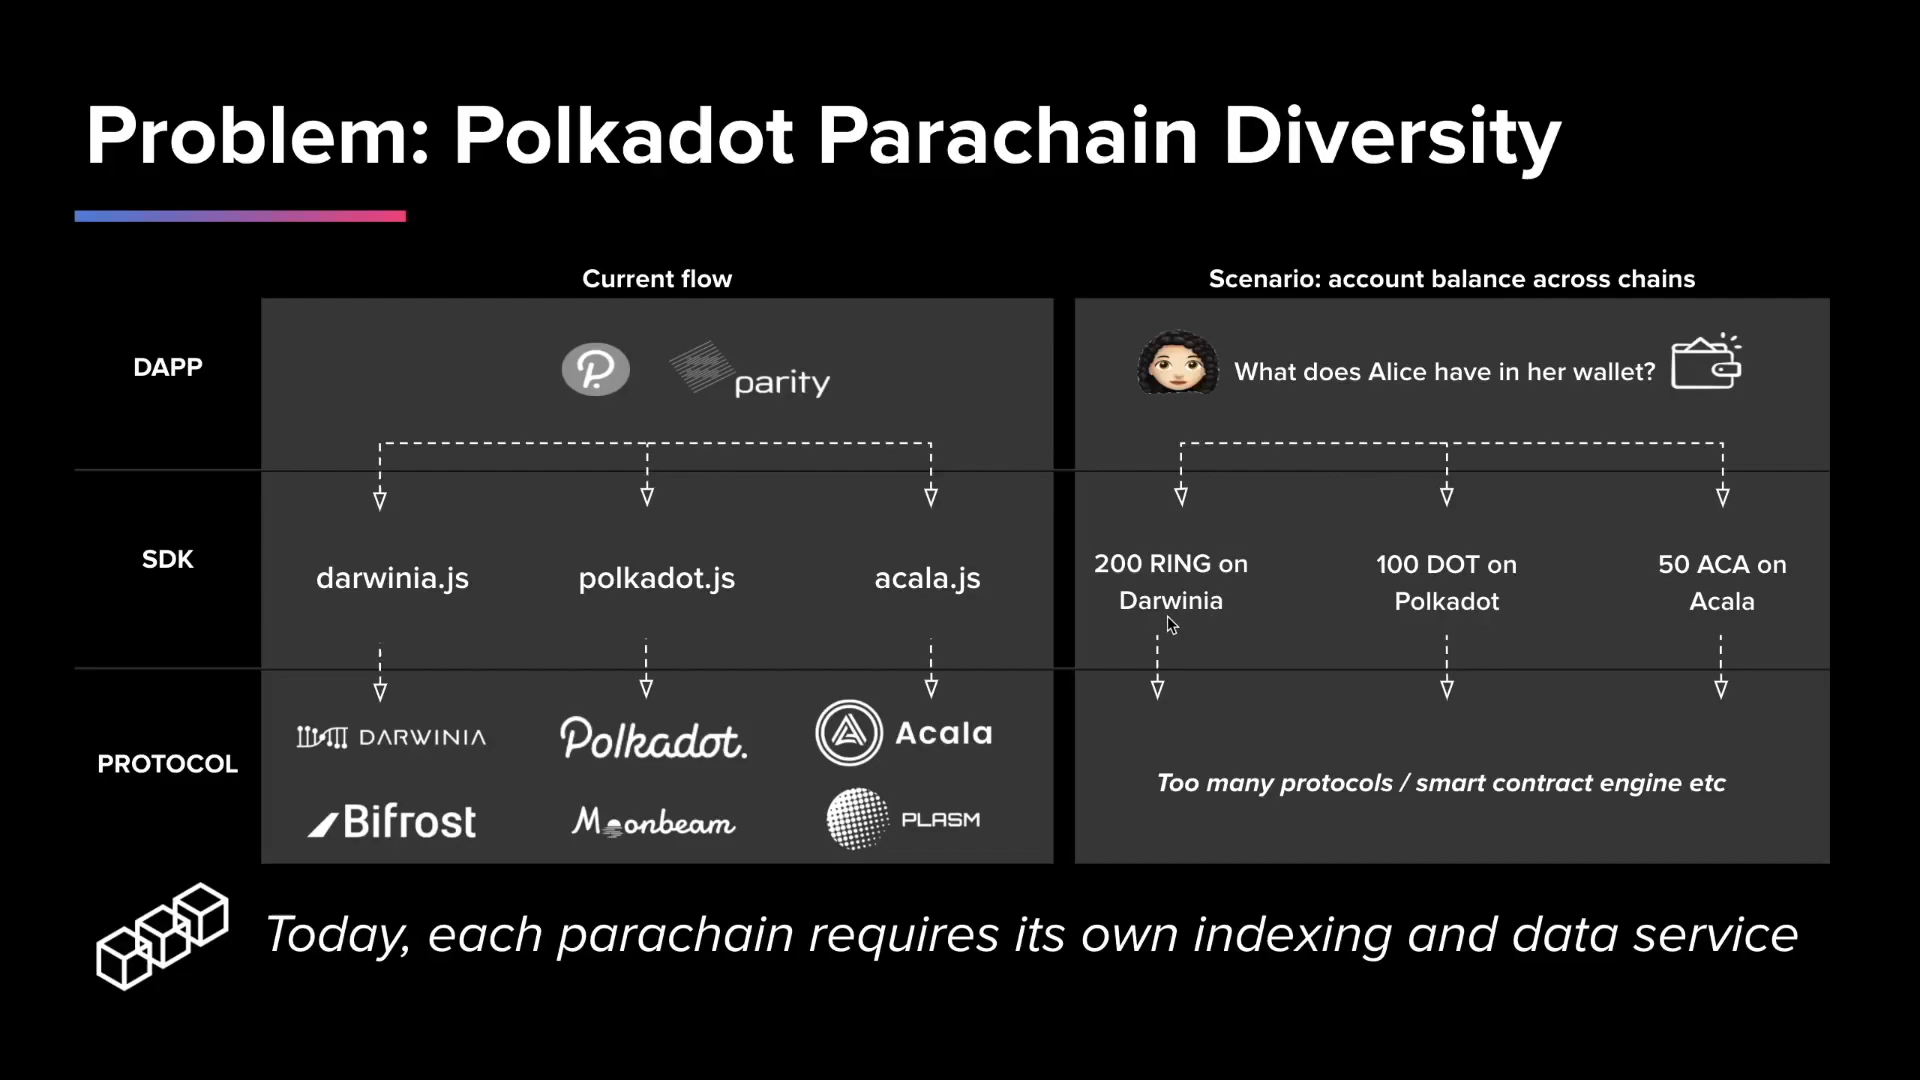 Problem: Polkadot Parachain Diversity
Current flow
Scenario: account balance across chains
DAPP
parity
What does Alice have in her wallet?
SDK
darwinia.js
polkadot.js
acala.js
200 RING on
Darwinia
100 DOT on
Polkadot
50 ACA on
Acala
PROTOCOL
DARWINIA
Polkadot.
Acala
Bifrost
Moonbeam
PLASM
Too many protocols / smart contract engine etc
Today, each parachain requires its own indexing and data service